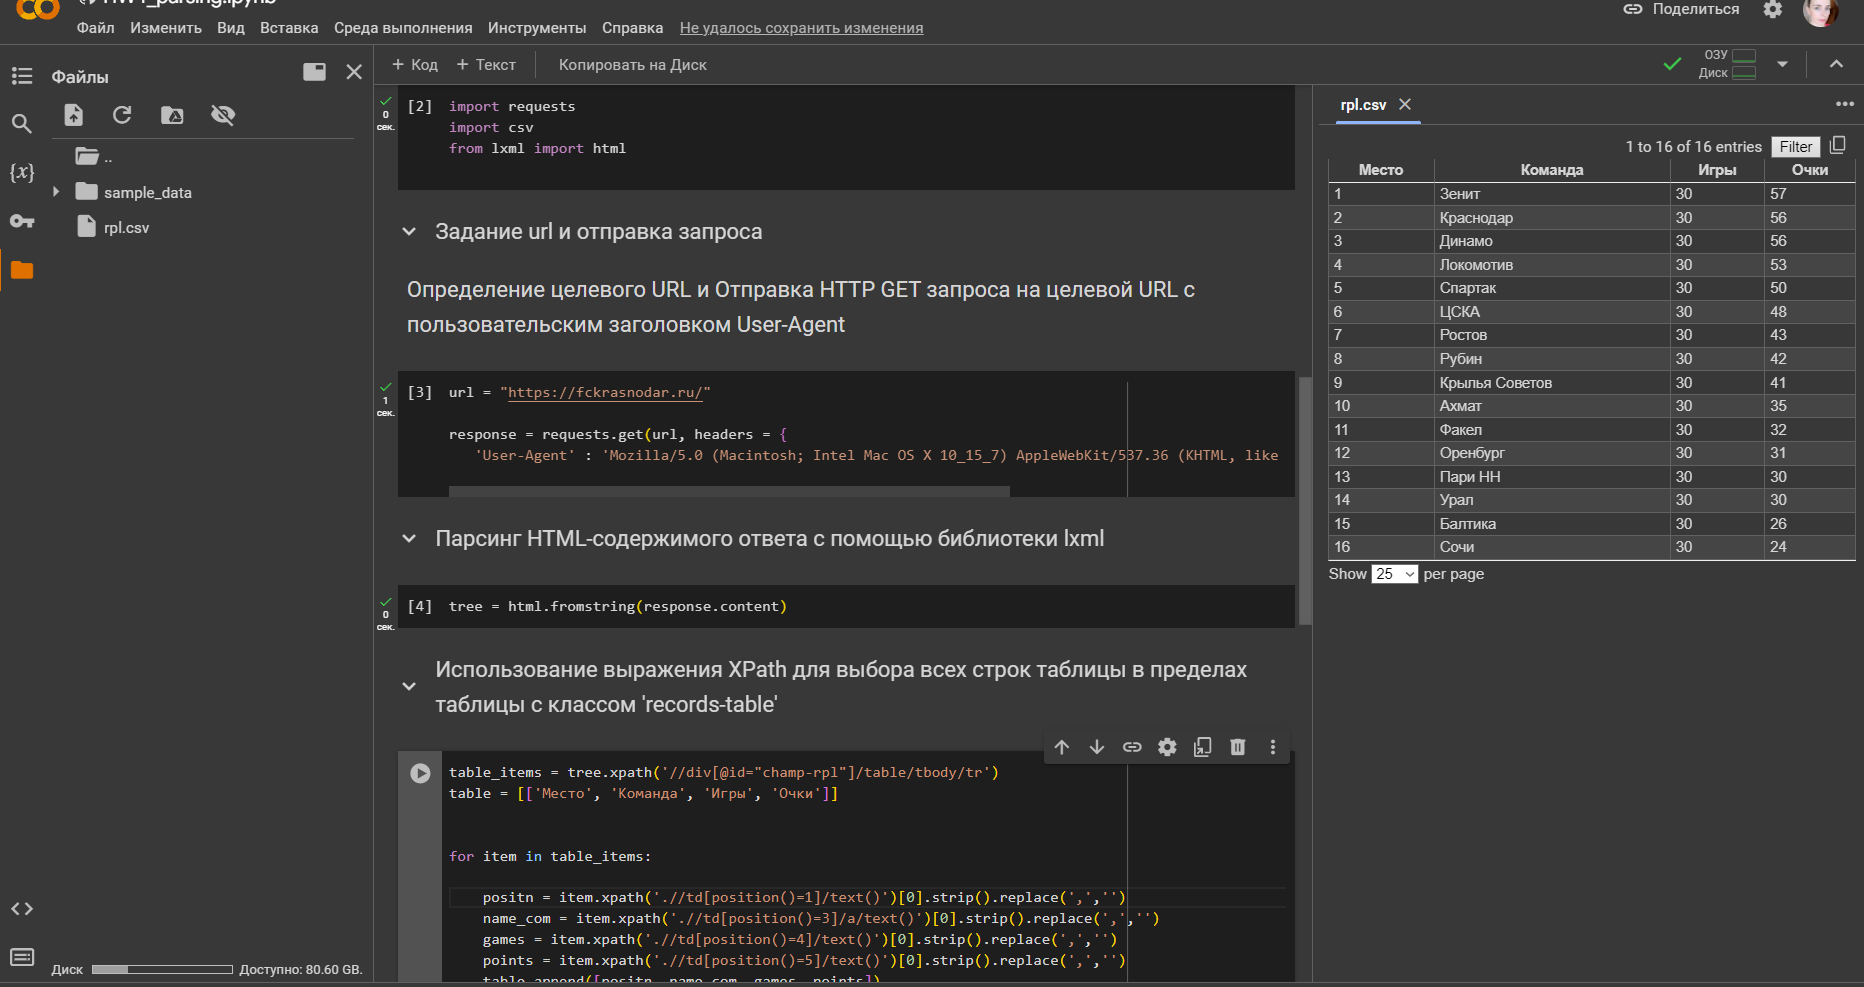 Файл Изменить Вид Вставка Среда выполнения Инструменты Справка Не удалось сохранить изменения
Поделиться
Файлы
..
sample_data
rpl.csv
Диск Доступно: 80.60 GB.
+ Код + Текст Копировать на Диск
ОЗУ
Диск
0
сек.
[2] import requests
import csv
from lxml import html
Задание url и отправка запроса
Определение целевого URL и Отправка HTTP GET запроса на целевой URL с
пользовательским заголовком User-Agent
1
сек.
[3] url = "https://fckrasnodar.ru/"
response = requests.get(url, headers = {
'User-Agent' : 'Mozilla/5.0 (Macintosh; Intel Mac OS X 10_15_7) AppleWebKit/537.36 (KHTML, like
Парсинг HTML-содержимого ответа с помощью библиотеки lxml
0
сек.
[4] tree = html.fromstring(response.content)
Использование выражения XPath для выбора всех строк таблицы в пределах
таблицы с классом 'records-table'
table_items = tree.xpath('//div[@id="champ-rpl"]/table/tbody/tr')
table = [['Место', 'Команда', 'Игры', 'Очки']]
for item in table_items:
positn = item.xpath('.//td[position()=1]/text()')[0].strip().replace(',','')
name_com = item.xpath('.//td[position()=3]/a/text()')[0].strip().replace(',','')
games = item.xpath('.//td[position()=4]/text()')[0].strip().replace(',','')
points = item.xpath('.//td[position()=5]/text()')[0].strip().replace(',','')
table.append([positn, name_com, games, points])
rpl.csv
1 to 16 of 16 entries Filter
Место Команда Игры Очки
1 Зенит 30 57
2 Краснодар 30 56
3 Динамо 30 56
4 Локомотив 30 53
5 Спартак 30 50
6 ЦСКА 30 48
7 Ростов 30 43
8 Рубин 30 42
9 Крылья Советов 30 41
10 Ахмат 30 35
11 Факел 30 32
12 Оренбург 30 31
13 Пари НН 30 30
14 Урал 30 30
15 Балтика 30 26
16 Сочи 30 24
Show 25 per page